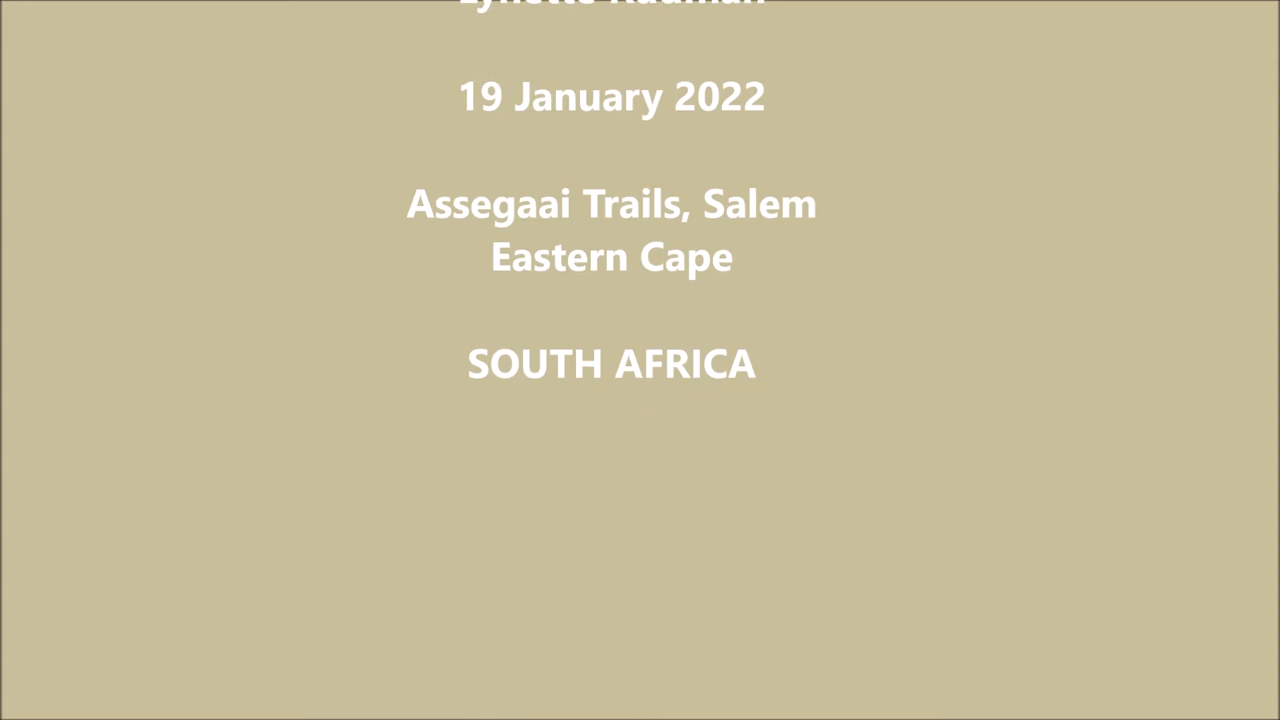 19 January 2022
Assegaai Trails, Salem
Eastern Cape
SOUTH AFRICA